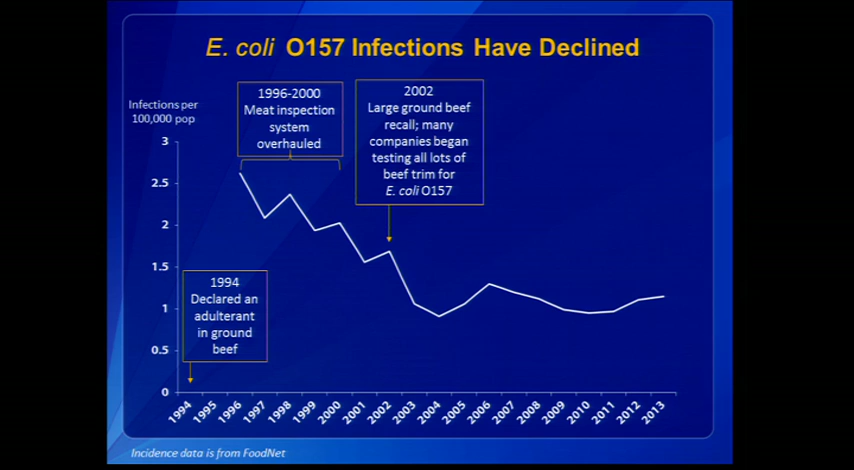 E. coli O157 Infections Have Declined
Infections per
100,000 pop
1996-2000
Meat inspection
system
overhauled
2002
Large ground beef
recall; many
companies began
testing all lots of
beef trim for
E. coli O157
1994
Declared an
adulterant
in ground
beef
3
2.5
2
1.5
1
0.5
0
1994 1995 1996 1997 1998 1999 2000 2001 2002 2003 2004 2005 2006 2007 2008 2009 2010 2011 2012 2013
Incidence data is from FoodNet